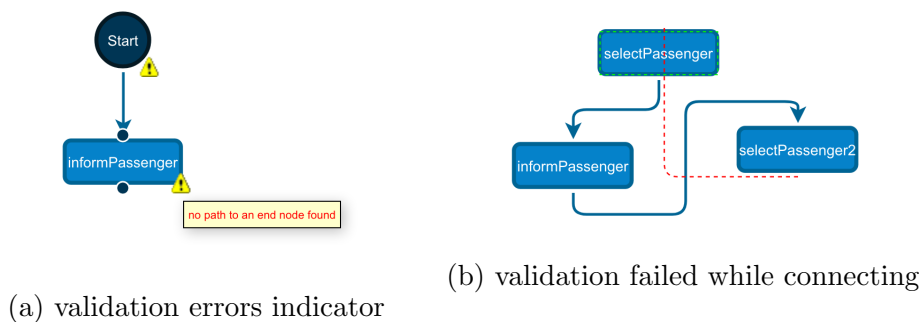 Start
informPassenger
no path to an end node found
(a) validation errors indicator
selectPassenger
informPassenger
selectPassenger2
(b) validation failed while connecting